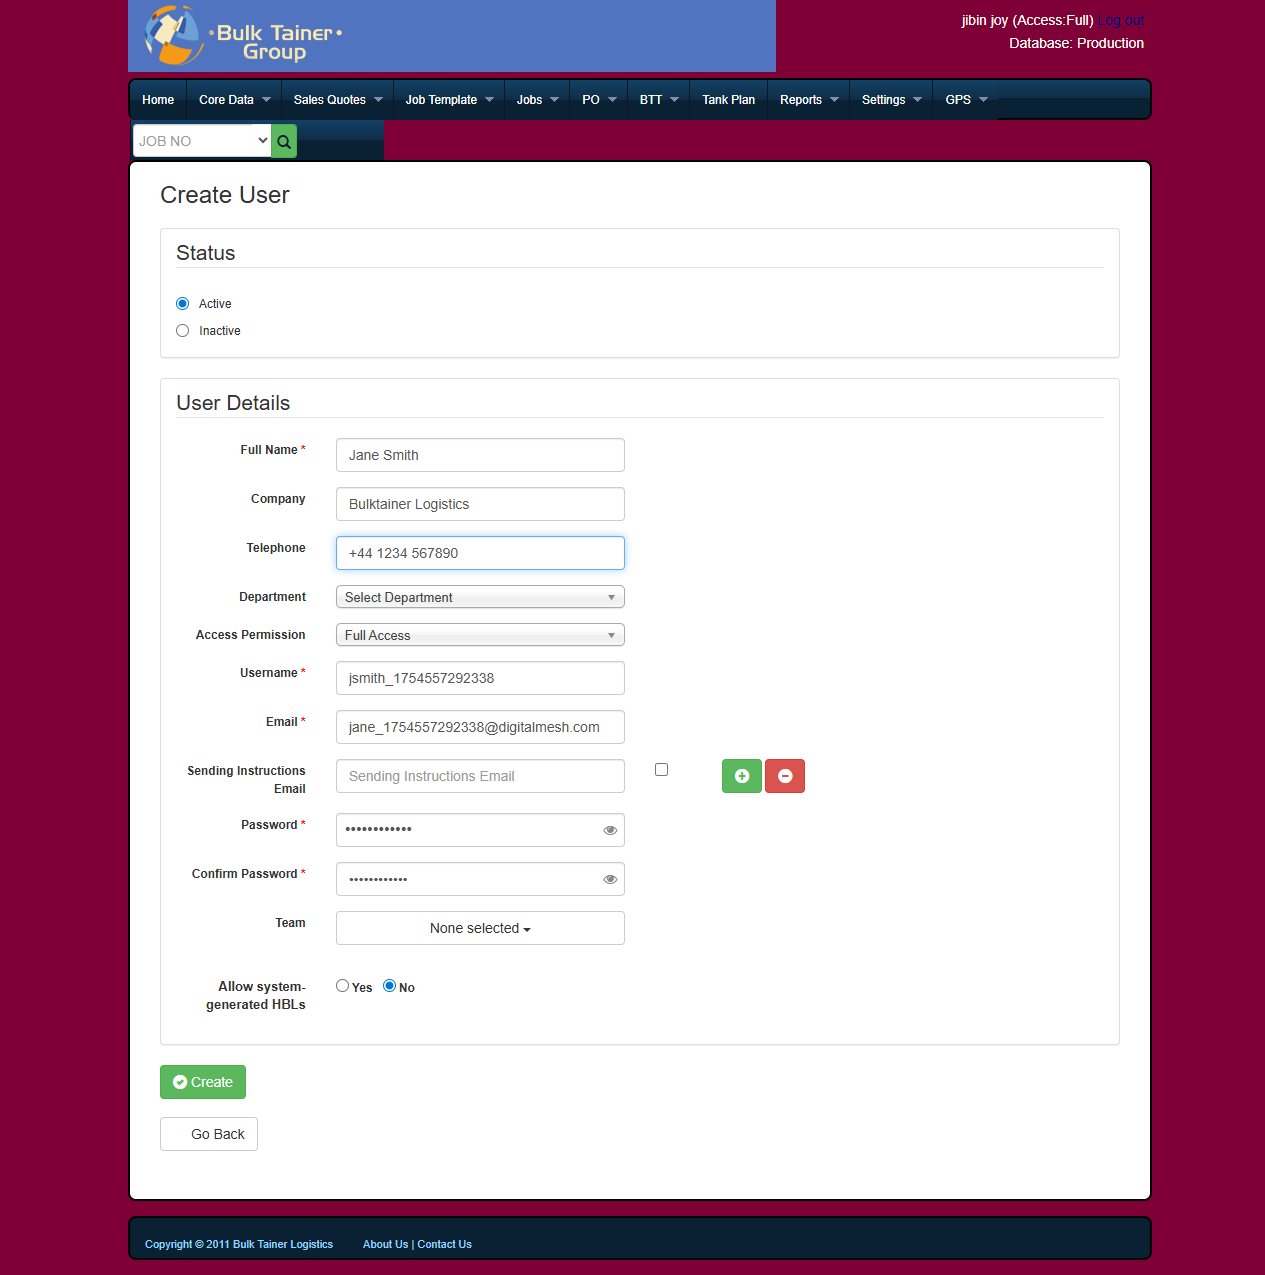 • Bulk Tainer •
Group
jibin joy (Access:Full) Log out
Database: Production
Home Core Data Sales Quotes Job Template Jobs PO BTT Tank Plan Reports Settings GPS
JOB NO
Create User
Status
Active
Inactive
User Details
Full Name * Jane Smith
Company Bulktainer Logistics
Telephone +44 1234 567890
Department Select Department
Access Permission Full Access
Username * jsmith_1754557292338
Email * jane_1754557292338@digitalmesh.com
Sending Instructions Sending Instructions Email
Email
Password * ••••••••••••
Confirm Password * ••••••••••••
Team None selected
Allow system- Yes No
generated HBLs
Create
Go Back
Copyright © 2011 Bulk Tainer Logistics About Us | Contact Us